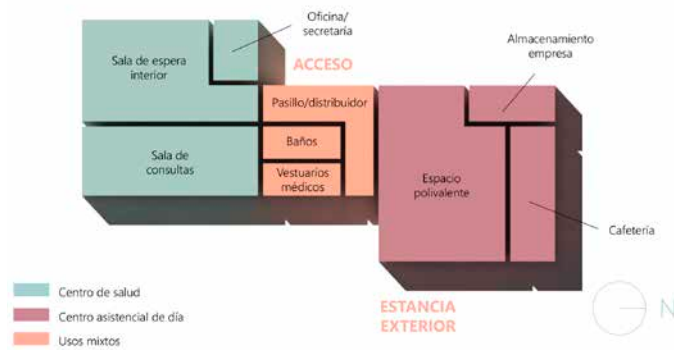 Oficina/
secretaría
Almacenamiento
empresa
Sala de espera
interior
ACCESO
Pasillo/distribuidor
Baños
Sala de
consultas
Vestuarios
médicos
Espacio
polivalente
Cafetería
Centro de salud
Centro asistencial de día
Usos mixtos
ESTANCIA
EXTERIOR
N